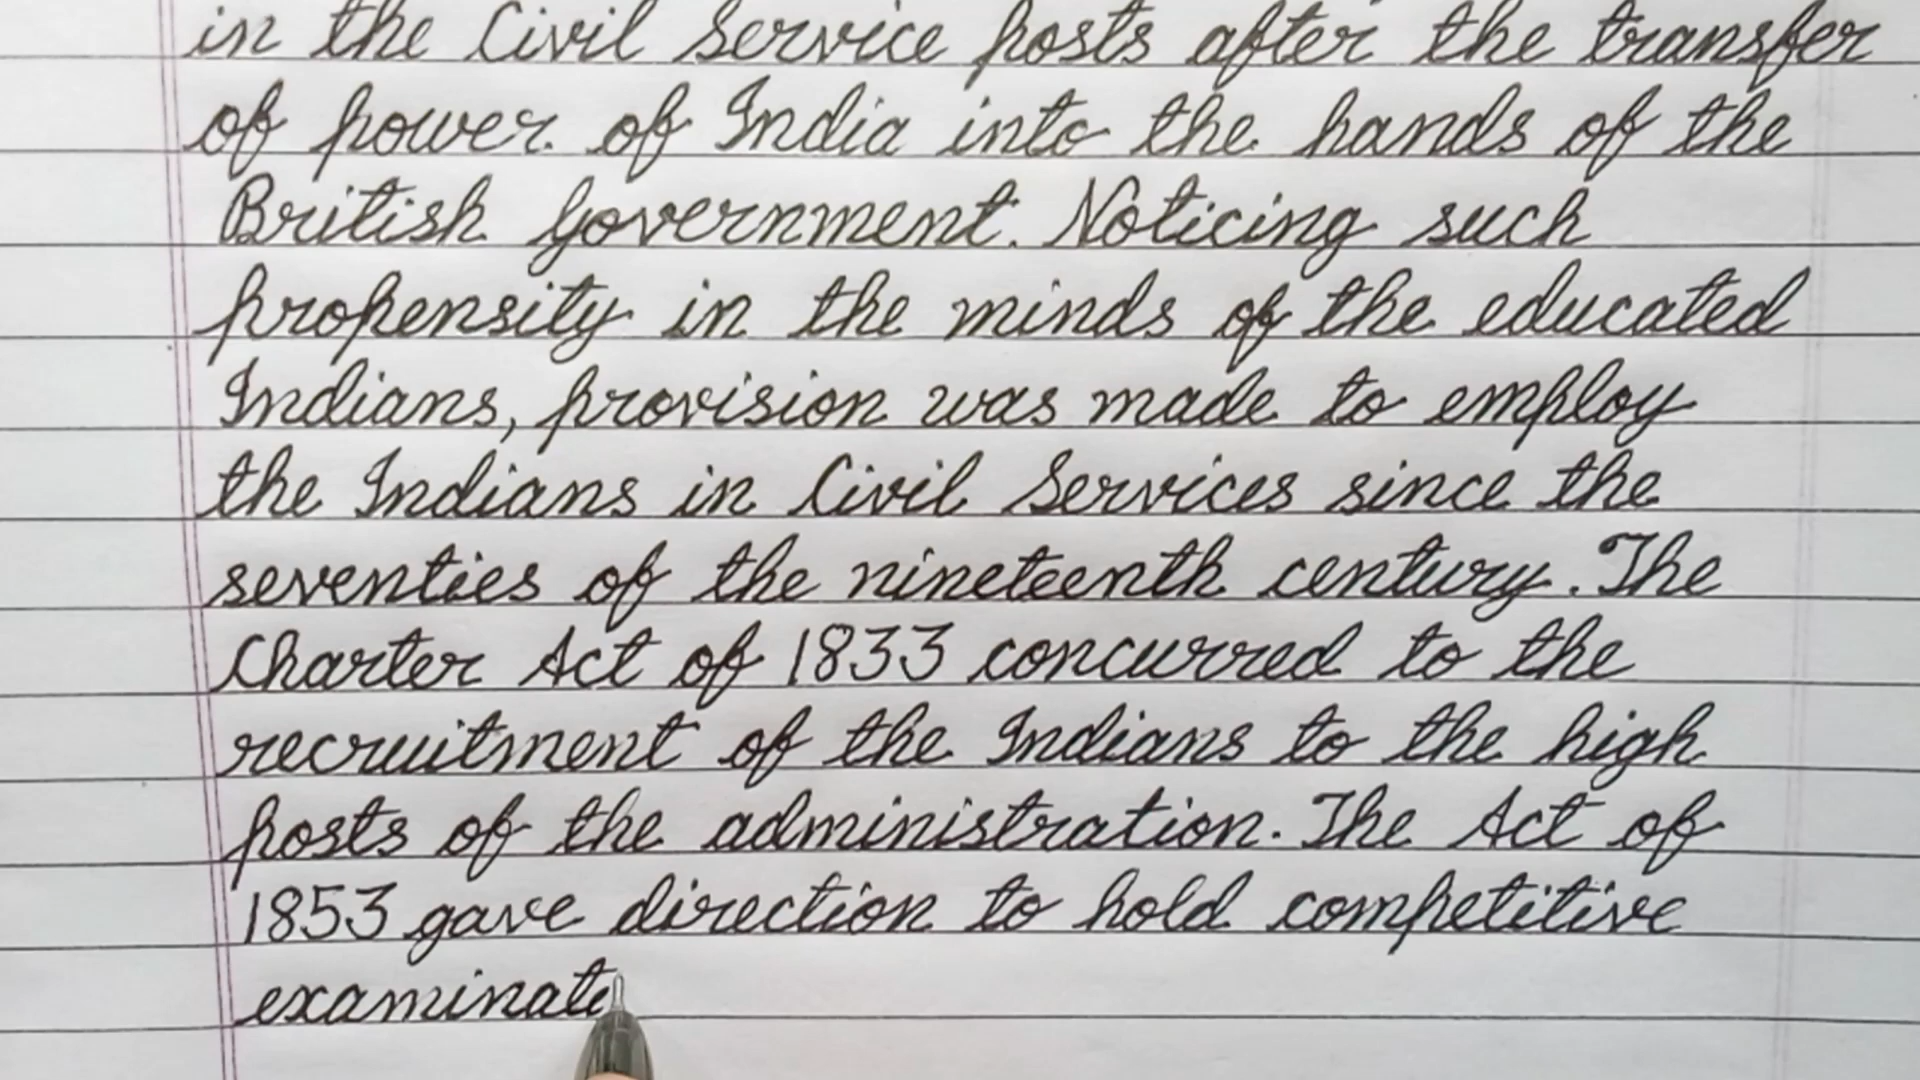 in the Civil Service posts after the transfer
of power of India into the hands of the
British Government. Noticing such
propensity in the minds of the educated
Indians, provision was made to employ
the Indians in Civil Services since the
seventies of the nineteenth century. The
Charter Act of 1833 concurred to the
recruitment of the Indians to the high
posts of the administration. The Act of
1853 gave direction to hold competitive
examinati